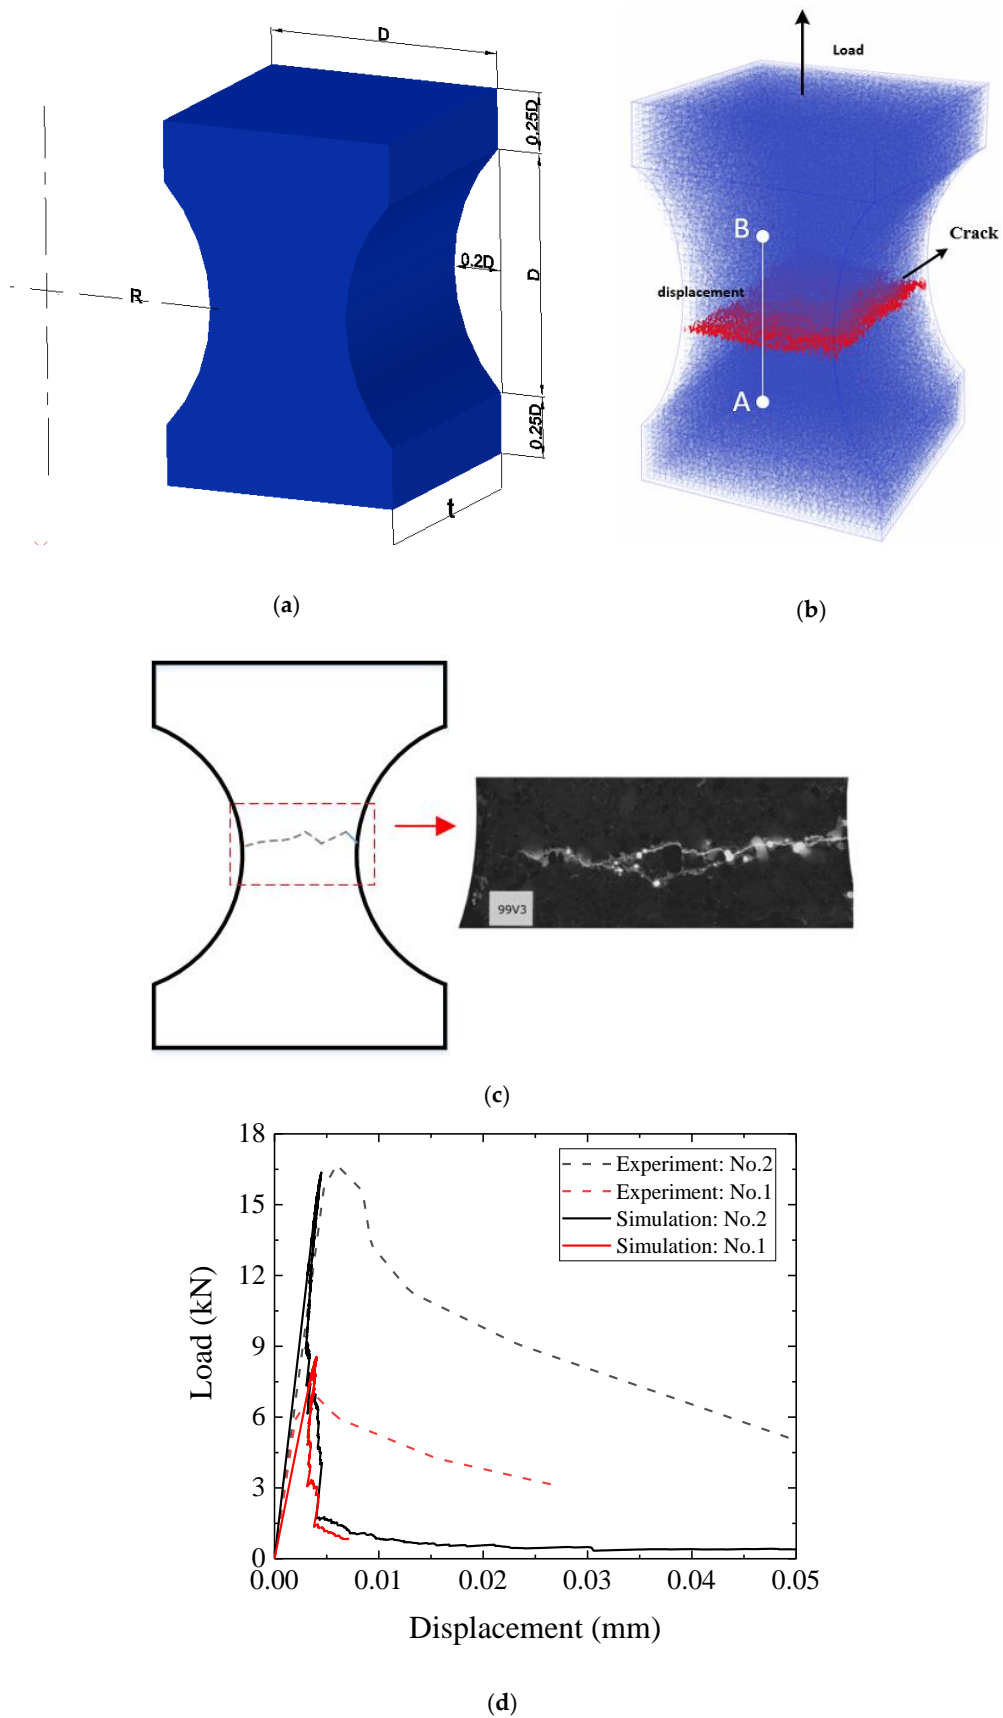 D
0.25D
0.2D
D
R
0.25D
t
(a)
Load
B
Crack
displacement
A
(b)
99V3
(c)
18
15
12
9
6
3
0
Load (kN)
Experiment: No.2
Experiment: No.1
Simulation: No.2
Simulation: No.1
0.00 0.01 0.02 0.03 0.04 0.05
Displacement (mm)
(d)